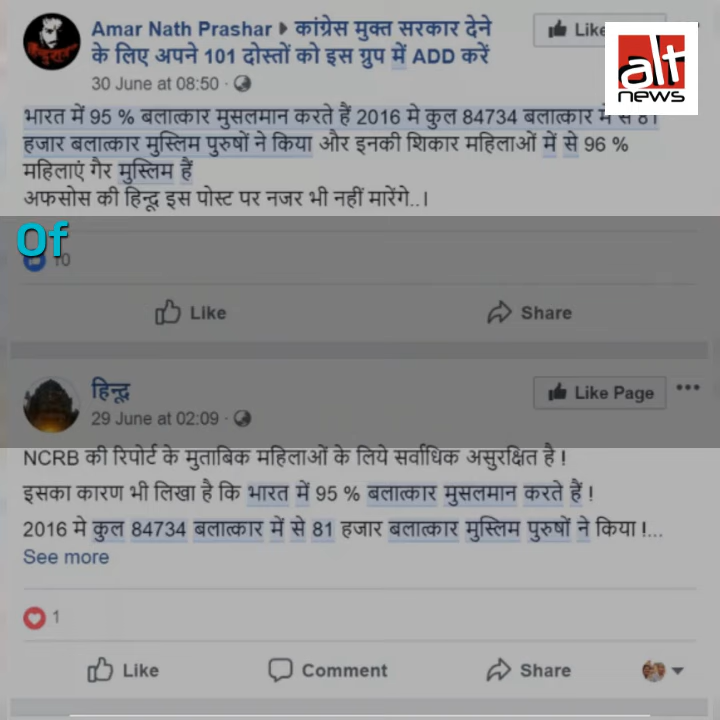 Amar Nath Prashar ▶ कांग्रेस मुक्त सरकार देने
के लिए अपने 101 दोस्तों को इस ग्रुप में ADD करें
Like
30 June at 08:50 ·
alt
news
भारत में 95 % बलात्कार मुसलमान करते हैं 2016 मे कुल 84734 बलात्कार में से 81
हजार बलात्कार मुस्लिम पुरुषों ने किया और इनकी शिकार महिलाओं में से 96 %
महिलाएं गैर मुस्लिम हैं
अफसोस की हिन्दू इस पोस्ट पर नजर भी नहीं मारेंगे..।
Of
10
Like Share
हिन्दू
Like Page
29 June at 02:09 ·
NCRB की रिपोर्ट के मुताबिक महिलाओं के लिये सर्वाधिक असुरक्षित है !
इसका कारण भी लिखा है कि भारत में 95 % बलात्कार मुसलमान करते हैं !
2016 मे कुल 84734 बलात्कार में से 81 हजार बलात्कार मुस्लिम पुरुषों ने किया !...
See more
1
Like Comment Share